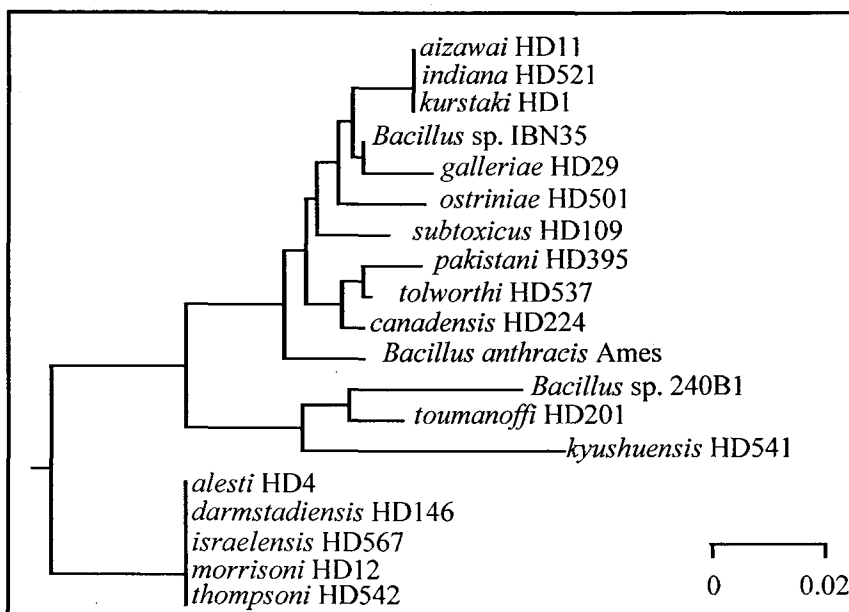 aizawai HD11
indiana HD521
kurstaki HD1
Bacillus sp. IBN35
galleriae HD29
ostriniae HD501
subtoxicus HD109
pakistani HD395
tolworthi HD537
canadensis HD224
Bacillus anthracis Ames
Bacillus sp. 240B1
toumanoffi HD201
kyushuensis HD541
alesti HD4
darmstadiensis HD146
israelensis HD567
morrisoni HD12
thompsoni HD542
0 0.02